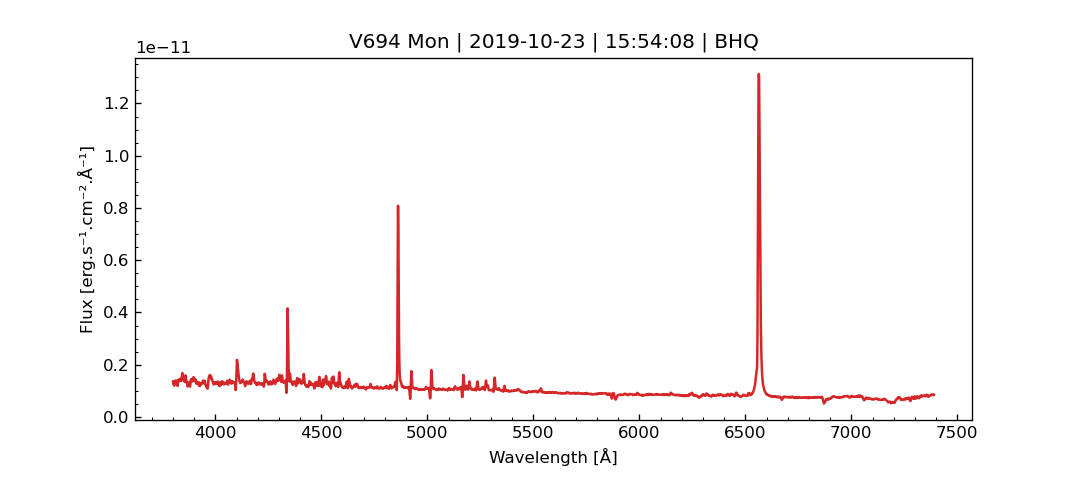 V694 Mon | 2019-10-23 | 15:54:08 | BHQ
1e−11
1.2
1.0
0.8
0.6
0.4
0.2
0.0
Flux [erg.s⁻¹.cm⁻².Å⁻¹]
4000 4500 5000 5500 6000 6500 7000 7500
Wavelength [Å]